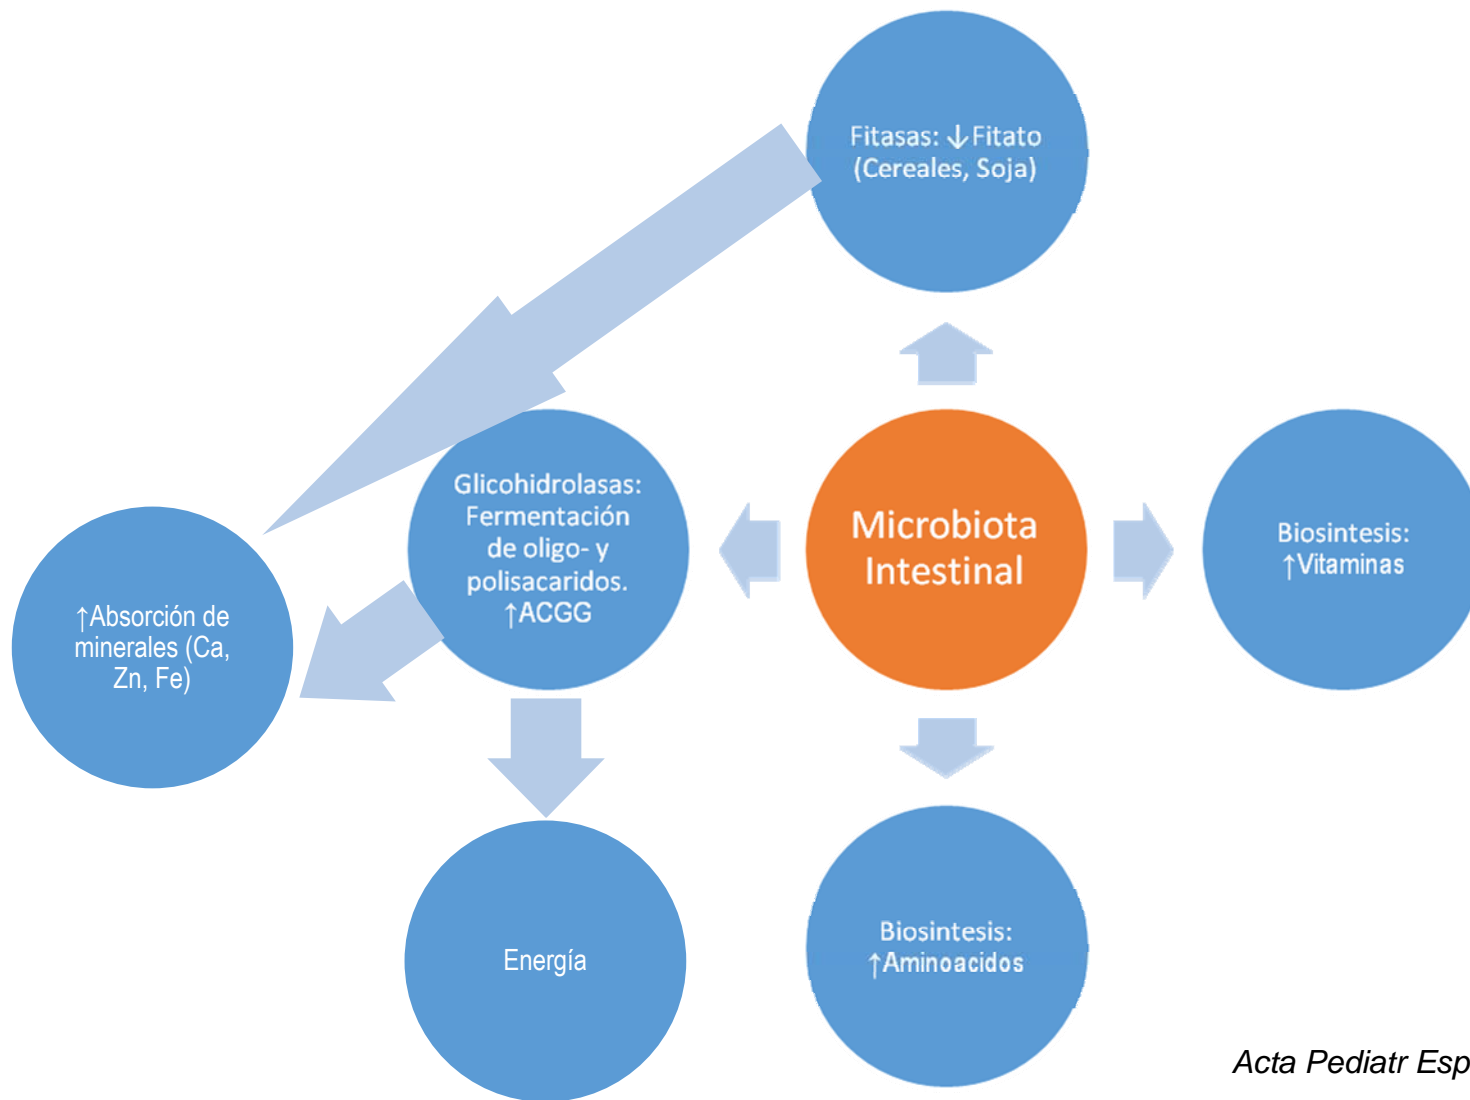 Fitasas: ↓Fitato
(Cereales, Soja)
Glicohidrolasas:
Fermentación
de oligo- y
polisacaridos.
↑ACGG
Microbiota
Intestinal
Biosintesis:
↑Vitaminas
↑Absorción de
minerales (Ca,
Zn, Fe)
Energía
Biosintesis:
↑Aminoacidos
Acta Pediatr Esp